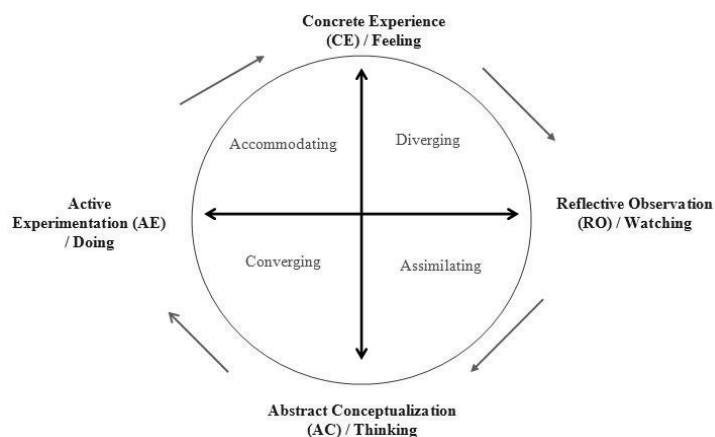 Concrete Experience
(CE) / Feeling
Accommodating
Diverging
Active
Experimentation (AE)
/ Doing
Reflective Observation
(RO) / Watching
Converging
Assimilating
Abstract Conceptualization
(AC) / Thinking